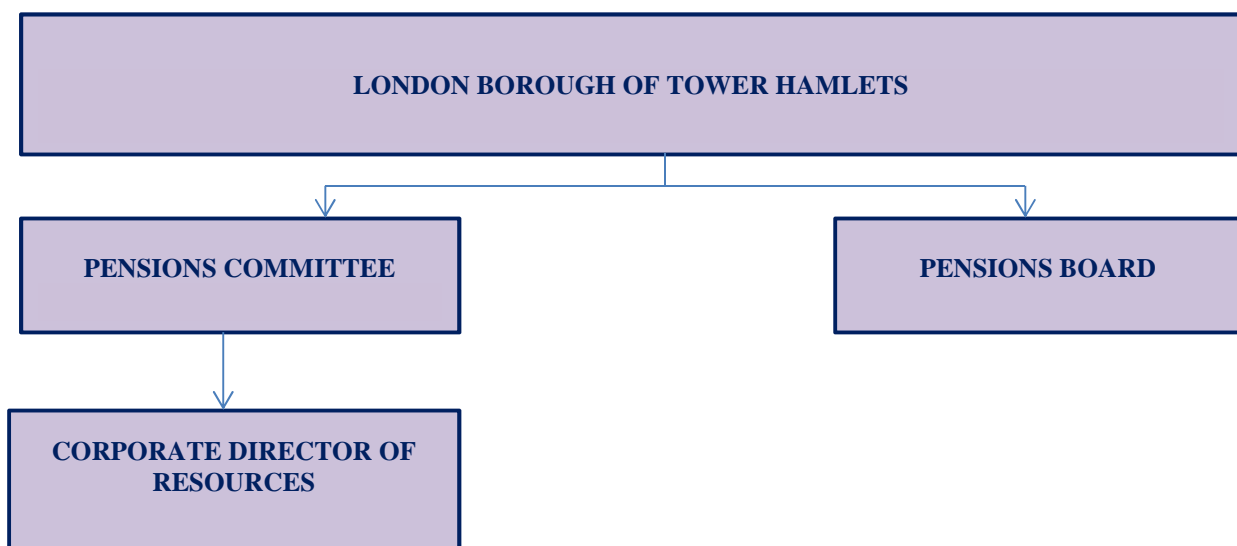 LONDON BOROUGH OF TOWER HAMLETS
PENSIONS COMMITTEE
PENSIONS BOARD
CORPORATE DIRECTOR OF
RESOURCES